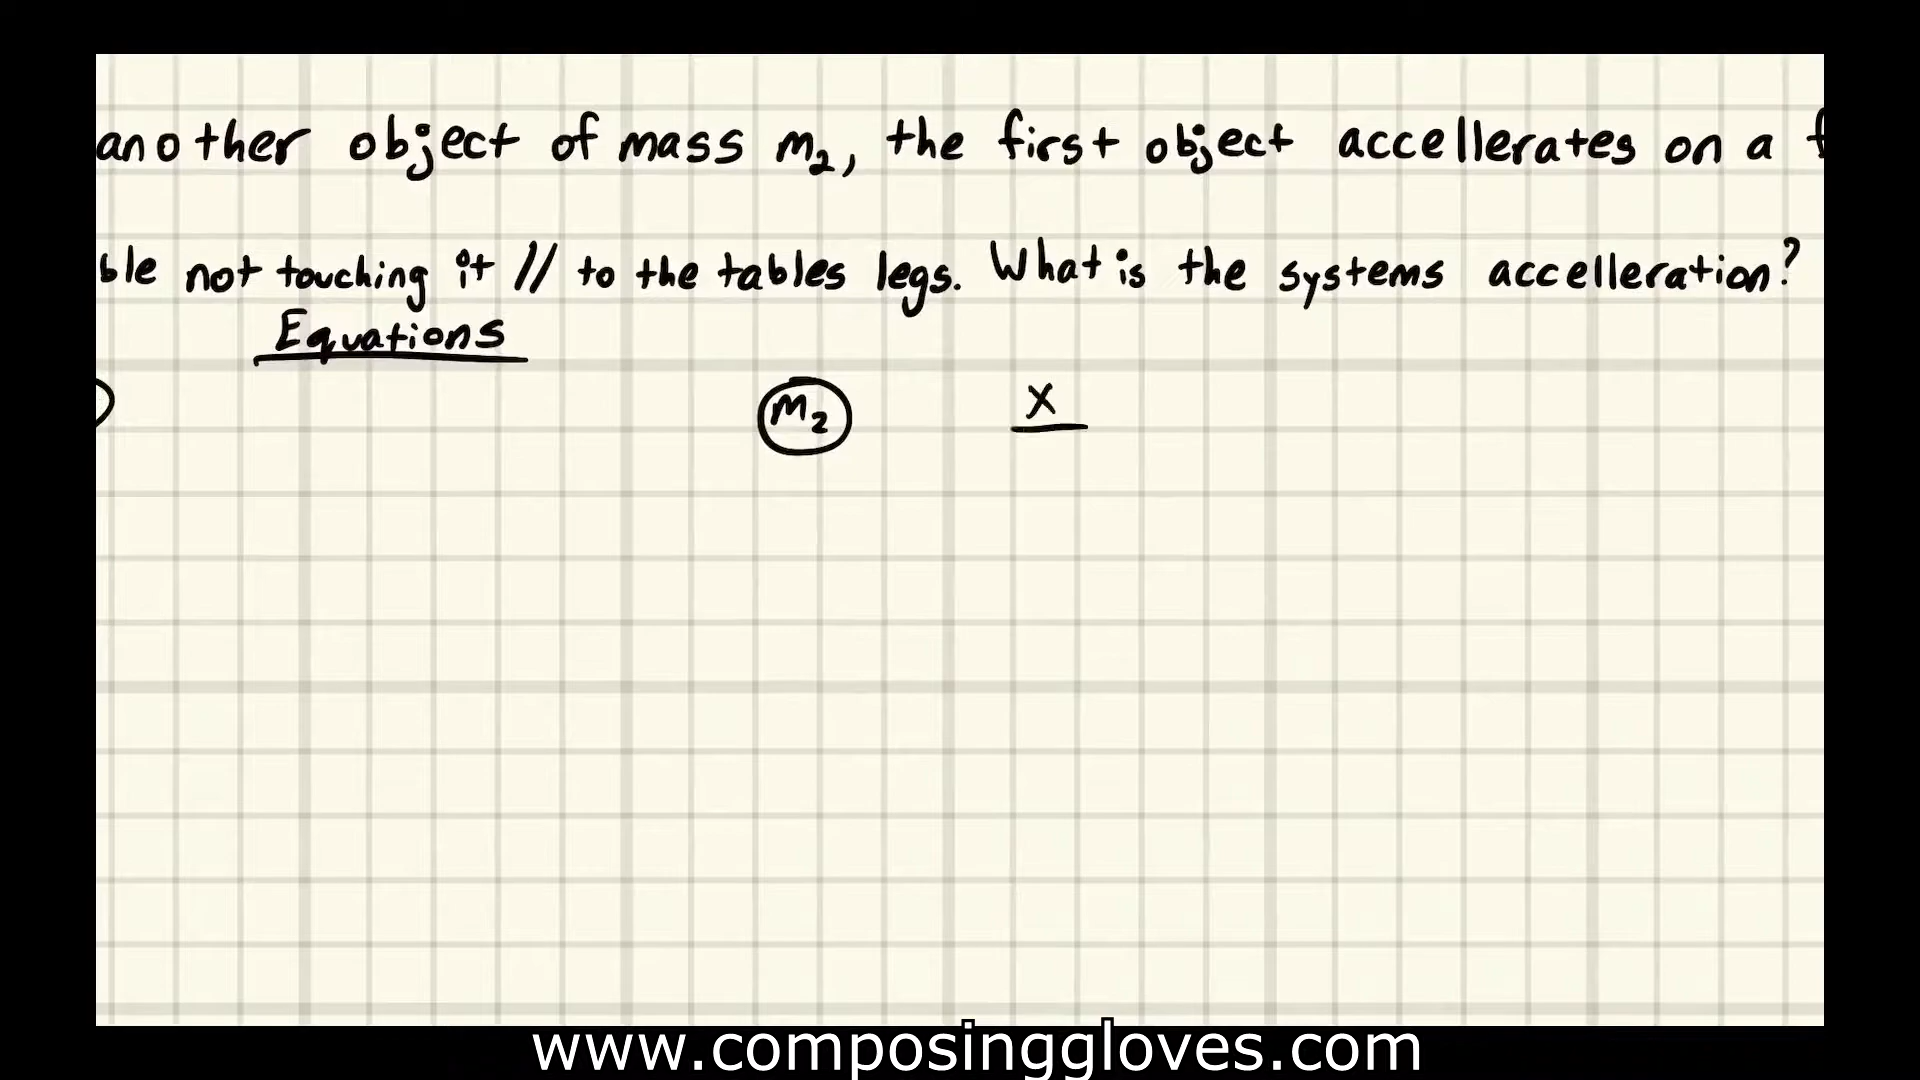 another object of mass m₂, the first object accellerates on a
ble not touching it // to the tables legs. What is the systems accelleration?
Equations
m₂ X
www.composinggloves.com